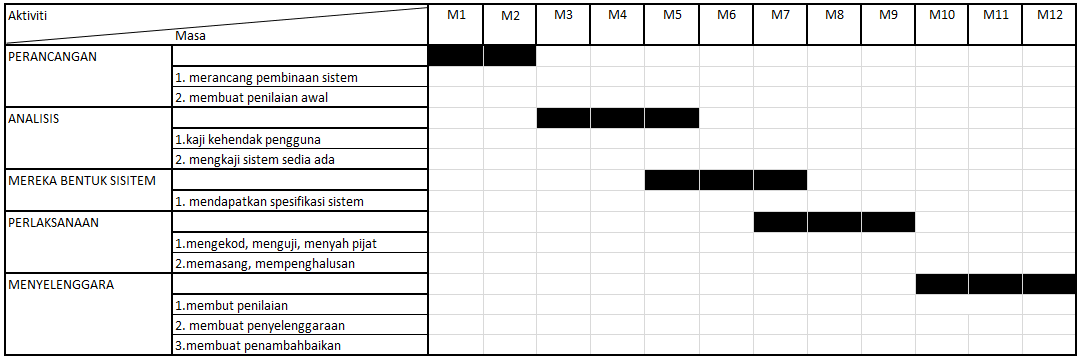 Aktiviti
Masa
M1 M2 M3 M4 M5 M6 M7 M8 M9 M10 M11 M12
PERANCANGAN
1. merancang pembinaan sistem
2. membuat penilaian awal
ANALISIS
1.kaji kehendak pengguna
2. mengkaji sistem sedia ada
MEREKA BENTUK SISITEM
1. mendapatkan spesifikasi sistem
PERLAKSANAAN
1.mengekod, menguji, menyah pijat
2.memasang, mempenghalusan
MENYELENGGARA
1.membut penilaian
2. membuat penyelenggaraan
3.membuat penambahbaikan